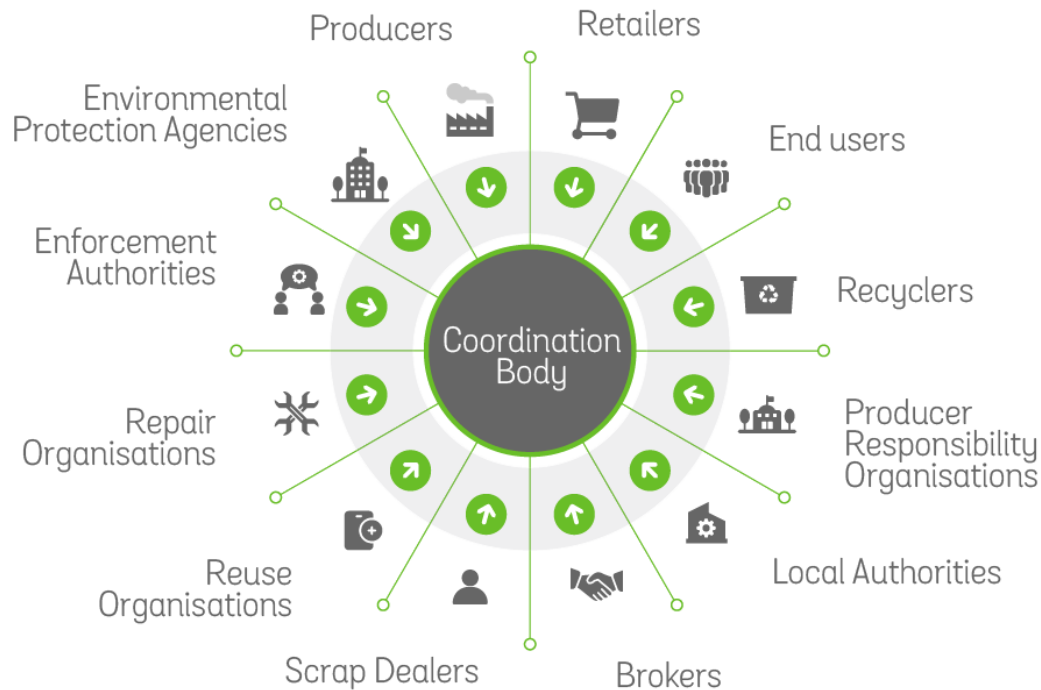 Producers
Retailers
Environmental
Protection Agencies
End users
Enforcement
Authorities
Recyclers
Coordination
Body
Repair
Organisations
Producer
Responsibility
Organisations
Reuse
Organisations
Local Authorities
Scrap Dealers
Brokers